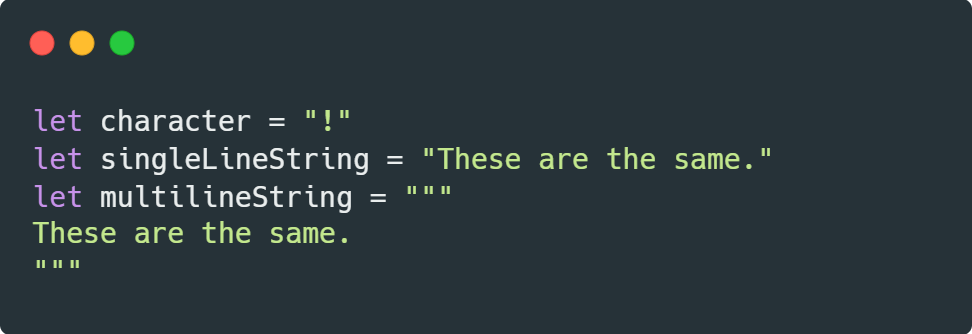 let character = "!"
let singleLineString = "These are the same."
let multilineString = """
These are the same.
"""